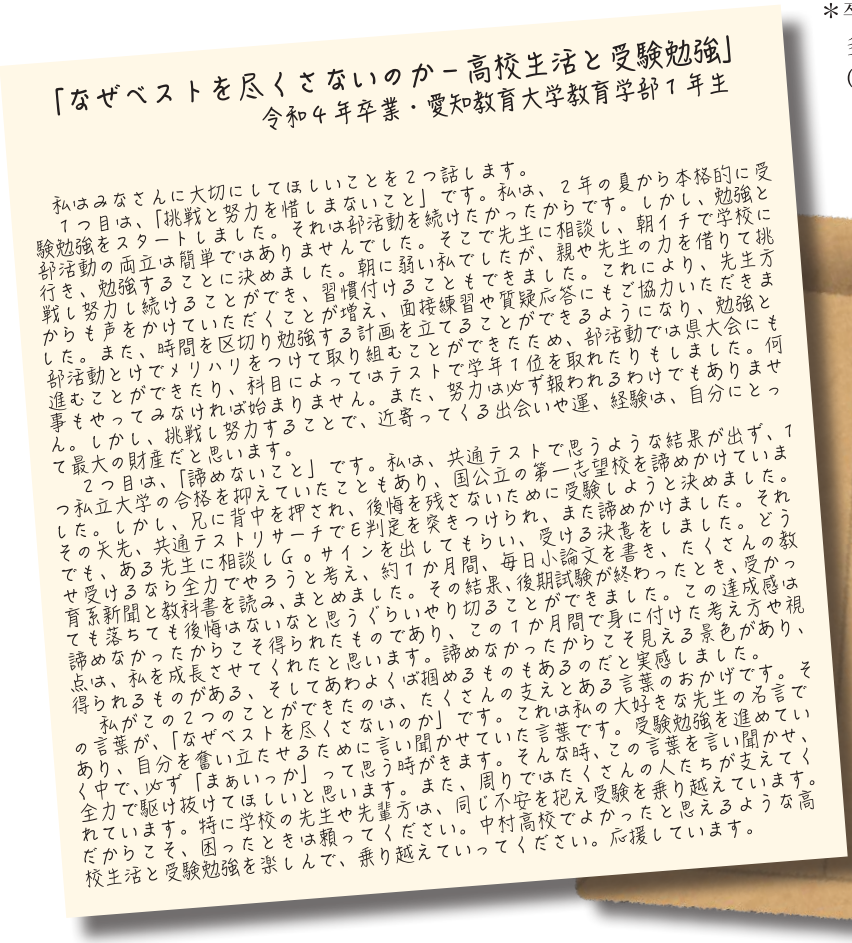 「なぜベストを尽くさないのか－高校生活と受験勉強」
令和4年卒業・愛知教育大学教育学部1年生
私はみなさんに大切にしてほしいことを2つ話します。
1つ目は、「挑戦と努力を惜しまないこと」です。私は、2年の夏から本格的に受
験勉強をスタートしました。それは部活動を続けたかったからです。しかし、勉強と
部活動の両立は簡単ではありませんでした。そこで先生に相談し、朝イチで学校に
行き、勉強することに決めました。朝に弱い私でしたが、親や先生の力を借りて挑
戦し努力し続けることができ、習慣付けることもできました。これにより、先生方
からも声をかけていただくことが増え、面接練習や質疑応答にもご協力いただきま
した。また、時間を区切り勉強する計画を立てることができるようになり、勉強と
部活動とけでメリハリをつけて取り組むことができたため、部活動では県大会にも
進むことができたり、科目によってはテストで学年1位を取れたりもしました。何
事もやってみなければ始まりません。また、努力は必ず報われるわけでもありませ
ん。しかし、挑戦し努力することで、近寄ってくる出会いや運、経験は、自分にとっ
て最大の財産だと思います。
2つ目は、「諦めないこと」です。私は、共通テストで思うような結果が出ず、1
つ私立大学の合格を抑えていたこともあり、国公立の第一志望校を諦めかけていま
した。しかし、兄に背中を押され、後悔を残さないために受験しようと決めました。
その矢先、共通テストリサーチでE判定を突きつけられ、また諦めかけました。それ
でも、ある先生に相談しG。サインを出してもらい、受ける決意をしました。どう
せ受けるなら全力でやろうと考え、約1か月間、毎日小論文を書き、たくさんの教
育系新聞と教科書を読み、まとめました。その結果、後期試験が終わったとき、受かっ
ても落ちても後悔はないなと思うぐらいやり切ることができました。この達成感は
諦めなかったからこそ得られたものであり、この1か月間で身に付けた考え方や視
点は、私を成長させてくれたと思います。諦めなかったからこそ見える景色があり、
得られるものがある、そしてあわよくば掴めるものもあるのだと実感しました。
私がこの2つのことができたのは、たくさんの支えとある言葉のおかげです。そ
の言葉が、「なぜベストを尽くさないのか」です。これは私の大好きな先生の名言で
あり、自分を奮い立たせるために言い聞かせていた言葉です。受験勉強を進めてい
く中で、必ず「まあいっか」って思う時がきます。そんな時、この言葉を言い聞かせ、
全力で駆け抜けてほしいと思います。また、周りではたくさんの人たちが支えてく
れています。特に学校の先生や先輩方は、同じ不安を抱え受験を乗り越えています。
だからこそ、困ったときは頼ってください。中村高校でよかったと思えるような高
校生活と受験勉強を楽しんで、乗り越えていってください。応援しています。